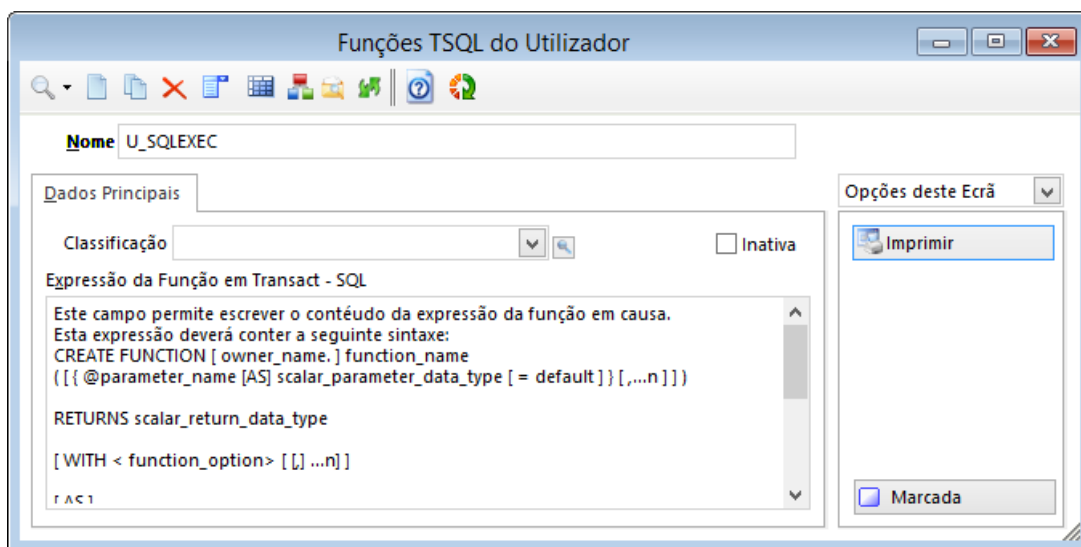 Funções TSQL do Utilizador
Nome U_SQLEXEC
Dados Principais
Opções deste Ecrã
Classificação
Inativa
Imprimir
Expressão da Função em Transact - SQL
Este campo permite escrever o contéudo da expressão da função em causa.
Esta expressão deverá conter a seguinte sintaxe:
CREATE FUNCTION [ owner_name. ] function_name
( [ { @parameter_name [AS] scalar_parameter_data_type [ = default ] } [ ,...n ] ] )
RETURNS scalar_return_data_type
[ WITH < function_option> [ [,] ...n] ]
[ AS ]
Marcada